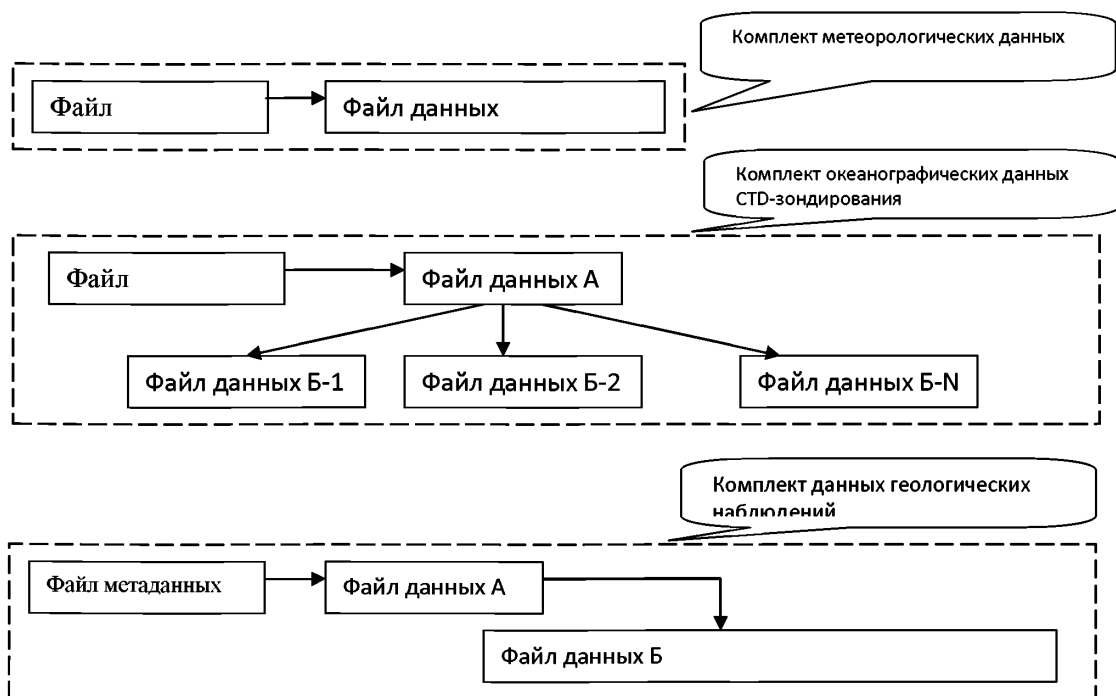 Комплект метеорологических данных
Файл
Файл данных
Комплект океанографических данных
CTD-зондирования
Файл
Файл данных А
Файл данных Б-1
Файл данных Б-2
Файл данных Б-N
Комплект данных геологических
наблюдений
Файл метаданных
Файл данных А
Файл данных Б